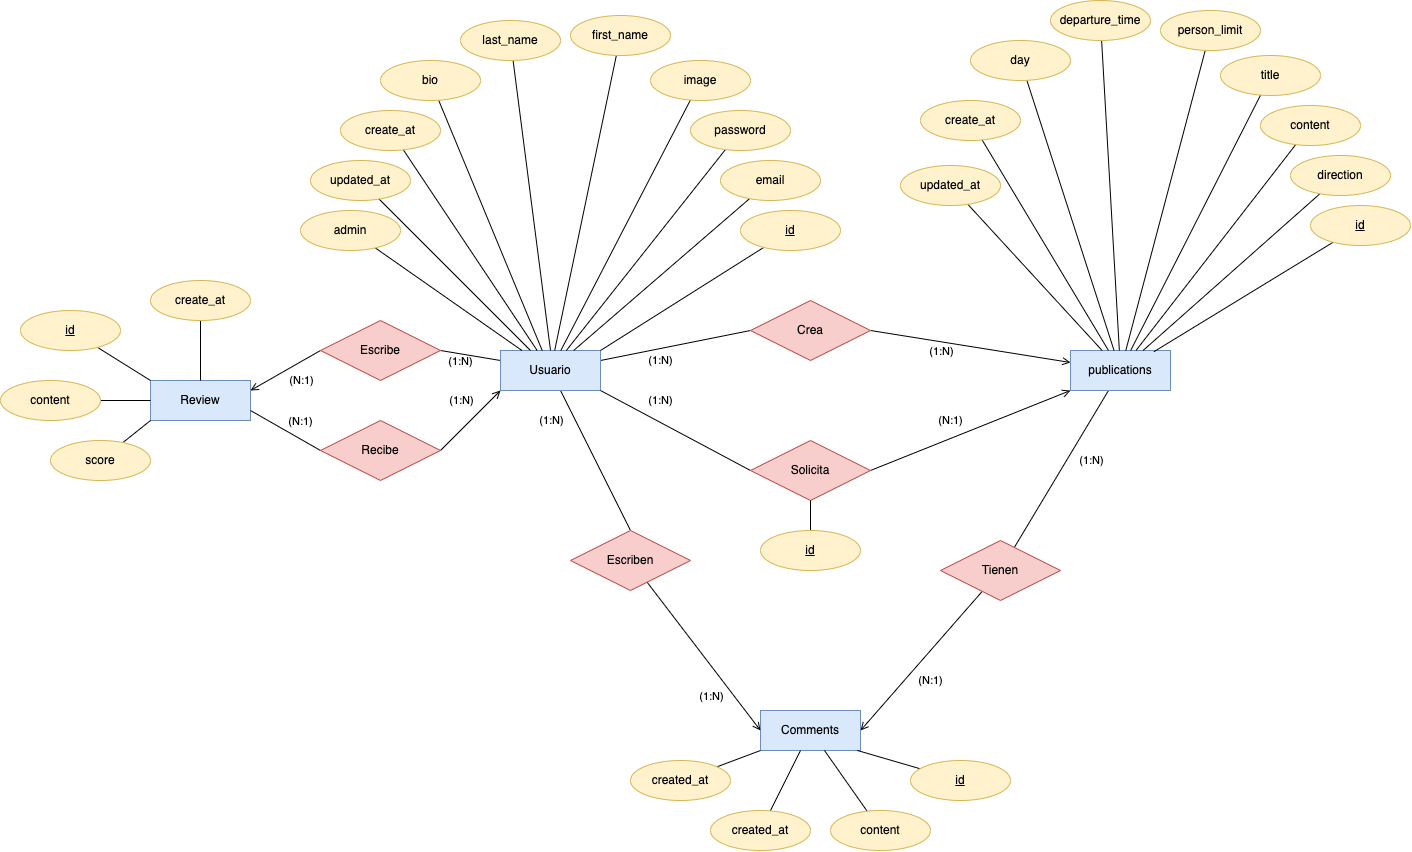 departure_time
person_limit
first_name
last_name
day
title
bio
image
create_at
content
create_at
password
direction
updated_at
email
updated_at
id
admin
id
create_at
id
Escribe
Crea
(1:N)
(1:N)
(1:N)
Usuario
publications
(N:1)
content
Review
(1:N)
(1:N)
(N:1)
(1:N)
(N:1)
Recibe
score
(1:N)
Solicita
id
Escriben
Tienen
(N:1)
(1:N)
Comments
created_at
id
created_at
content